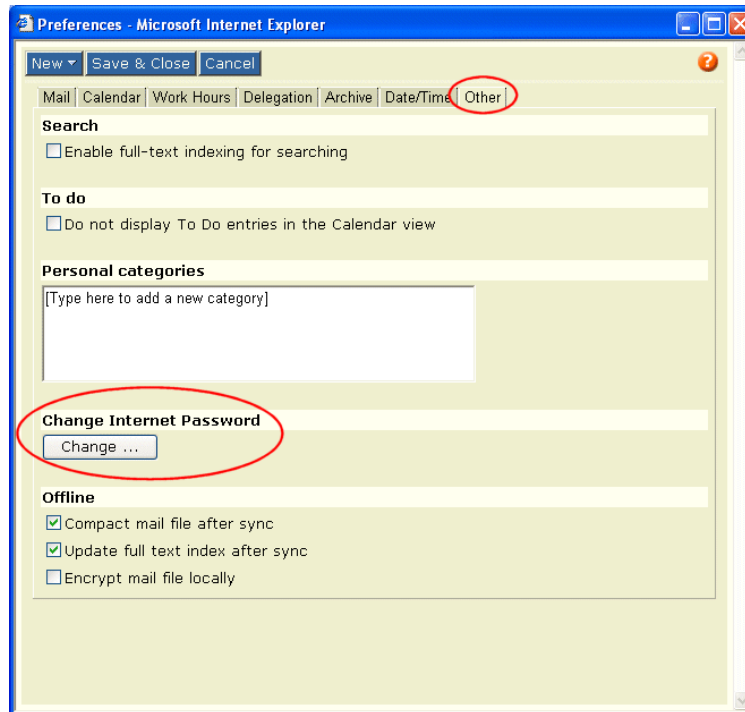 Preferences - Microsoft Internet Explorer
New Save & Close Cancel ?
Mail Calendar Work Hours Delegation Archive Date/Time Other
Search
Enable full-text indexing for searching
To do
Do not display To Do entries in the Calendar view
Personal categories
[Type here to add a new category]
Change Internet Password
Change ...
Offline
Compact mail file after sync
Update full text index after sync
Encrypt mail file locally